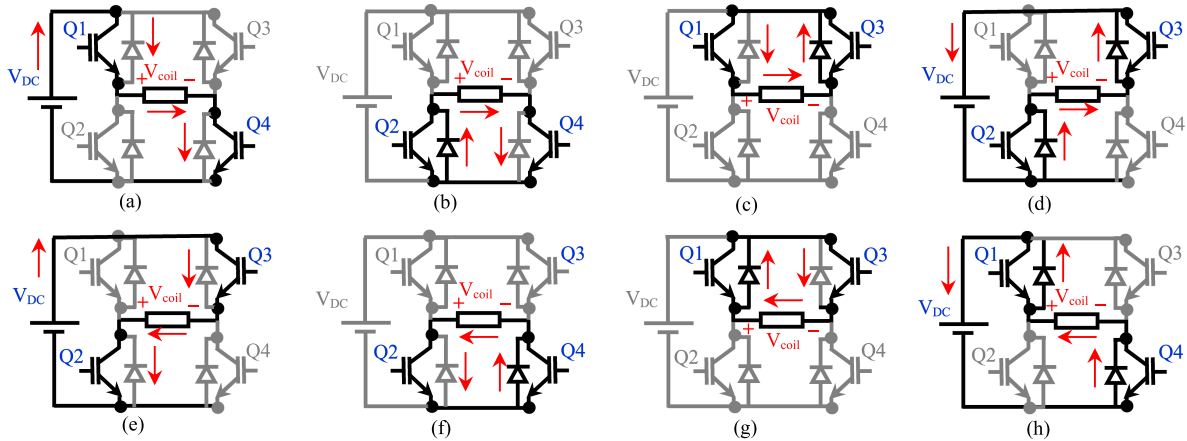 Q1 Q3
V_DC + V_coil −
Q2 Q4
(a)
Q1 Q3
V_DC + V_coil −
Q2 Q4
(b)
Q1 Q3
V_DC + −
V_coil
Q2 Q4
(c)
Q1 Q3
V_DC + V_coil −
Q2 Q4
(d)
Q1 Q3
V_DC + V_coil −
Q2 Q4
(e)
Q1 Q3
V_DC + V_coil −
Q2 Q4
(f)
Q1 Q3
V_DC + −
V_coil
Q2 Q4
(g)
Q1 Q3
V_DC + V_coil −
Q2 Q4
(h)